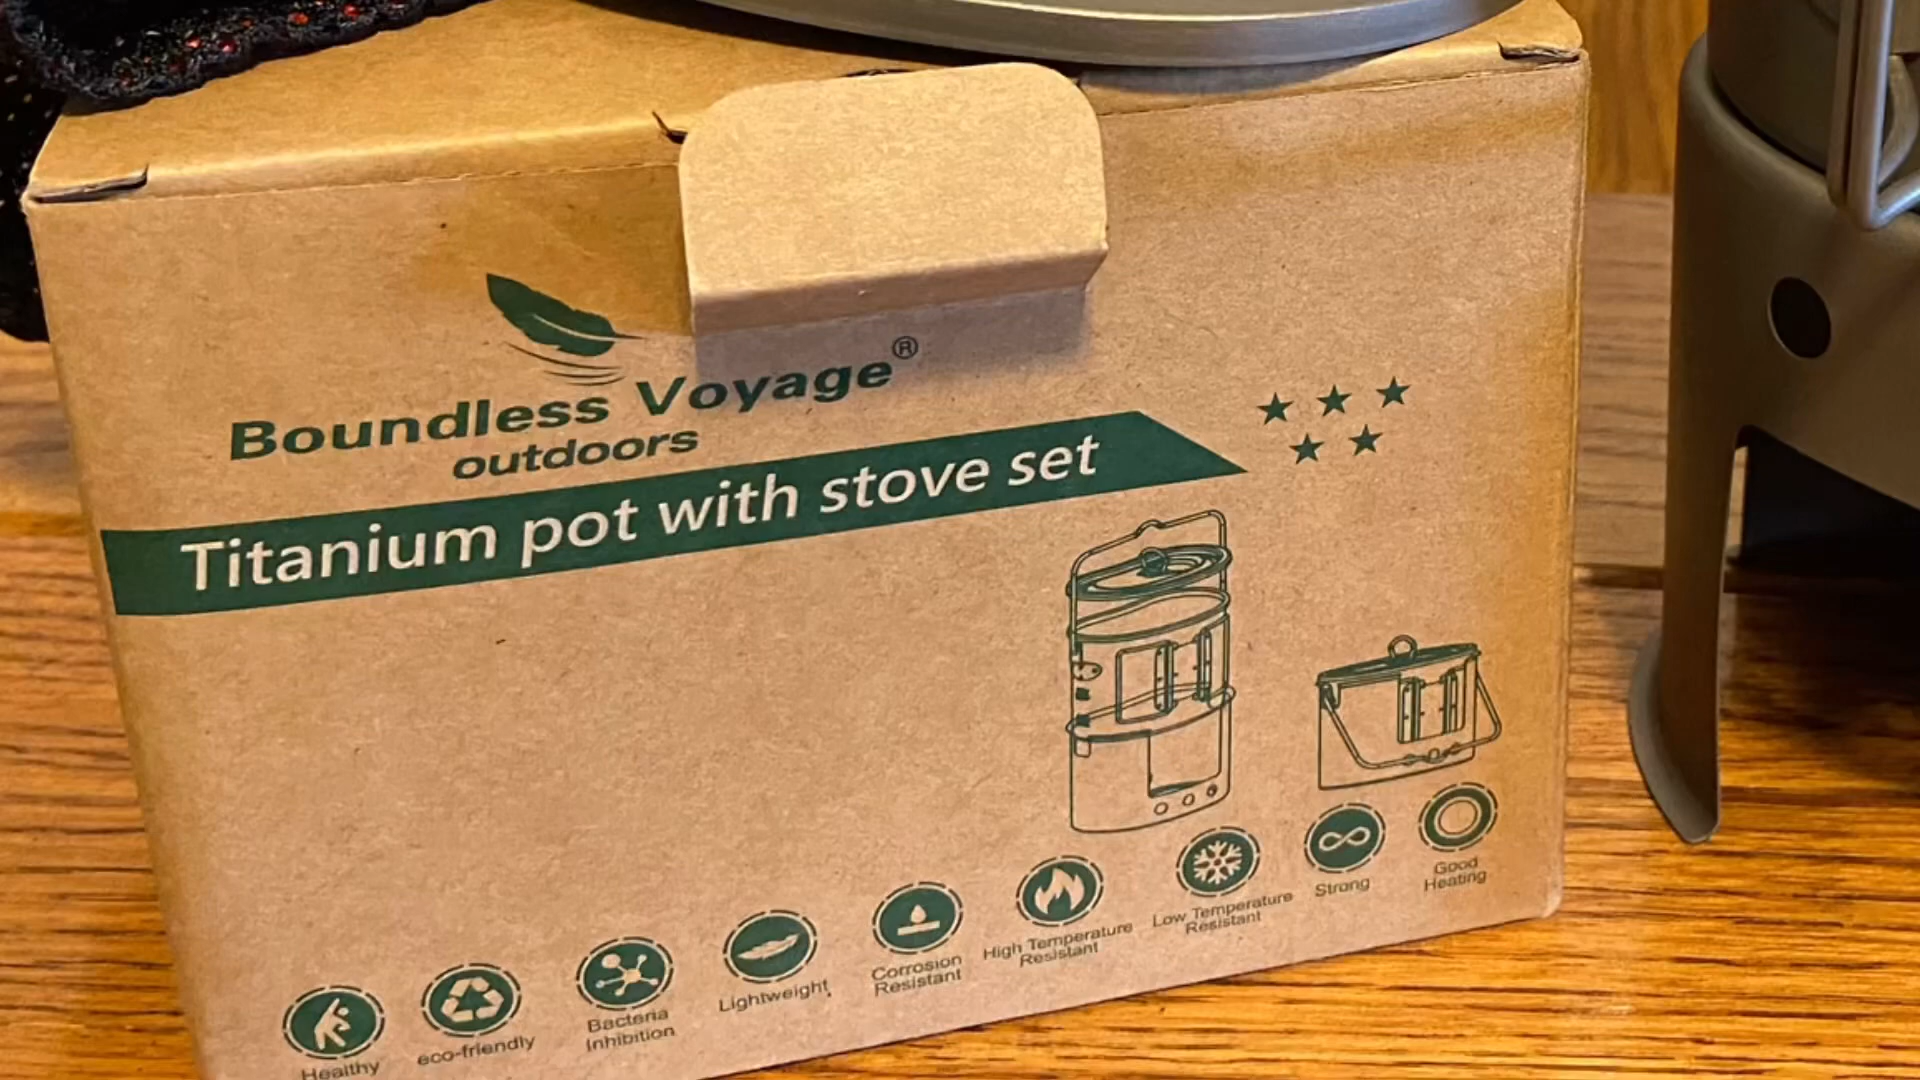 Boundless Voyage®
outdoors
Titanium pot with stove set
Healthy
eco-friendly
Bacteria
Inhibition
Lightweight
Corrosion
Resistant
High Temperature
Resistant
Low Temperature
Resistant
Strong
Good
Heating